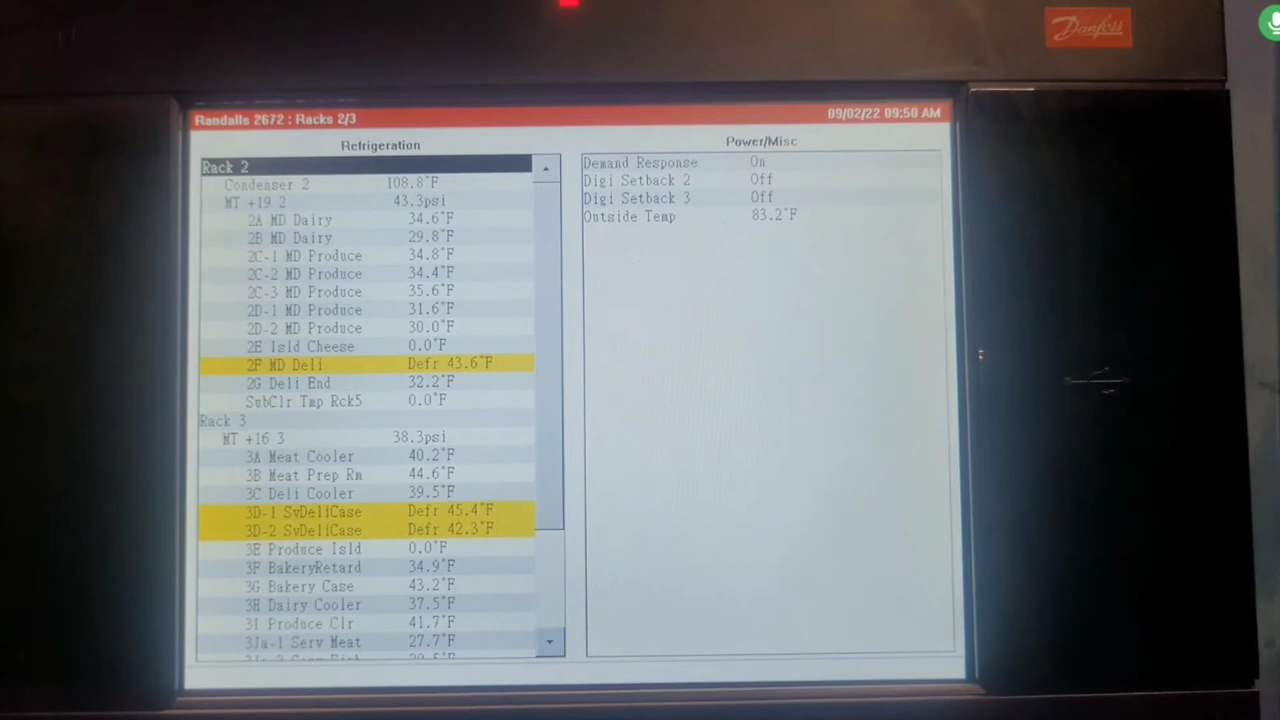 Danfoss
Randalls 2672 : Racks 2/3 09/02/22 09:50 AM
Refrigeration
Rack 2
Condenser 2 108.8°F
MT +19 2 43.3psi
2A MD Dairy 34.6°F
2B MD Dairy 29.8°F
2C-1 MD Produce 34.8°F
2C-2 MD Produce 34.4°F
2C-3 MD Produce 35.6°F
2D-1 MD Produce 31.6°F
2D-2 MD Produce 30.0°F
2E Isld Cheese 0.0°F
2F MD Deli Defr 43.6°F
2G Deli End 32.2°F
SubClr Tmp Rck5 0.0°F
Rack 3
MT +16 3 38.3psi
3A Meat Cooler 40.2°F
3B Meat Prep Rm 44.6°F
3C Deli Cooler 39.5°F
3D-1 SvDeliCase Defr 45.4°F
3D-2 SvDeliCase Defr 42.3°F
3E Produce Isld 0.0°F
3F BakeryRetard 34.9°F
3G Bakery Case 43.2°F
3H Dairy Cooler 37.5°F
3I Produce Clr 41.7°F
3Ja-1 Serv Meat 27.7°F
Power/Misc
Demand Response On
Digi Setback 2 Off
Digi Setback 3 Off
Outside Temp 83.2°F